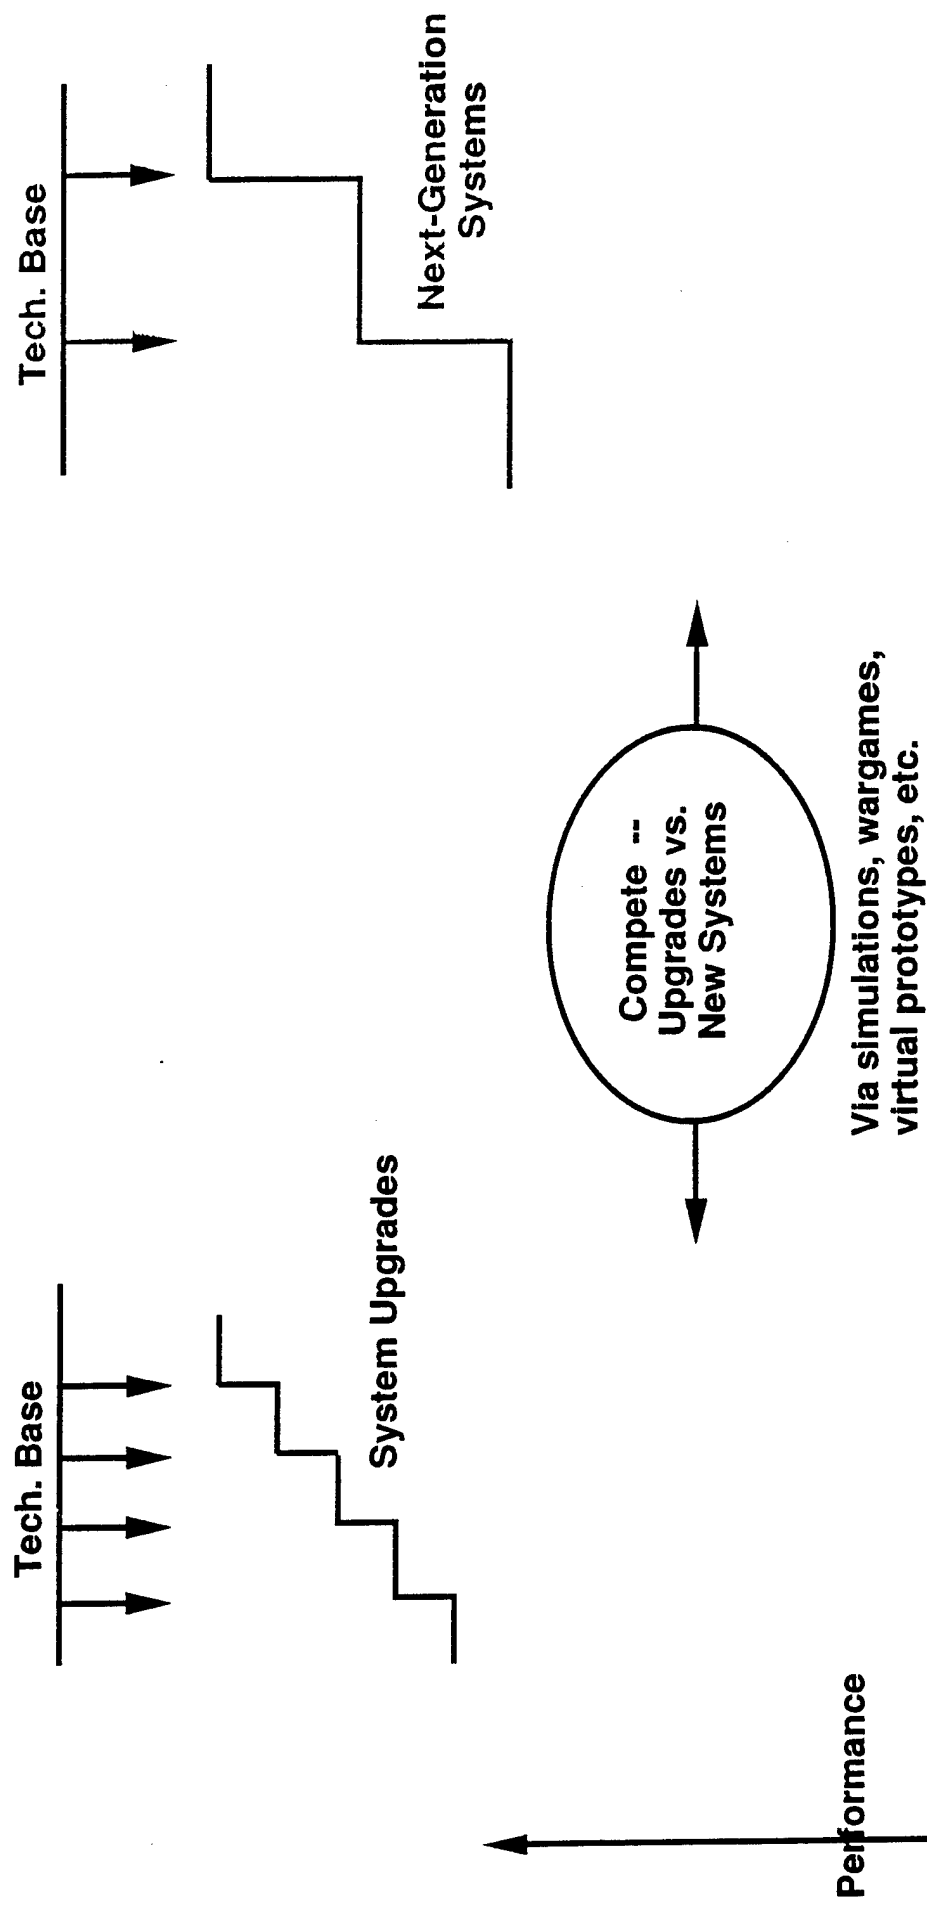 Tech. Base
System Upgrades
Tech. Base
Next-Generation
Systems
Compete --
Upgrades vs.
New Systems
Via simulations, wargames,
virtual prototypes, etc.
Performance